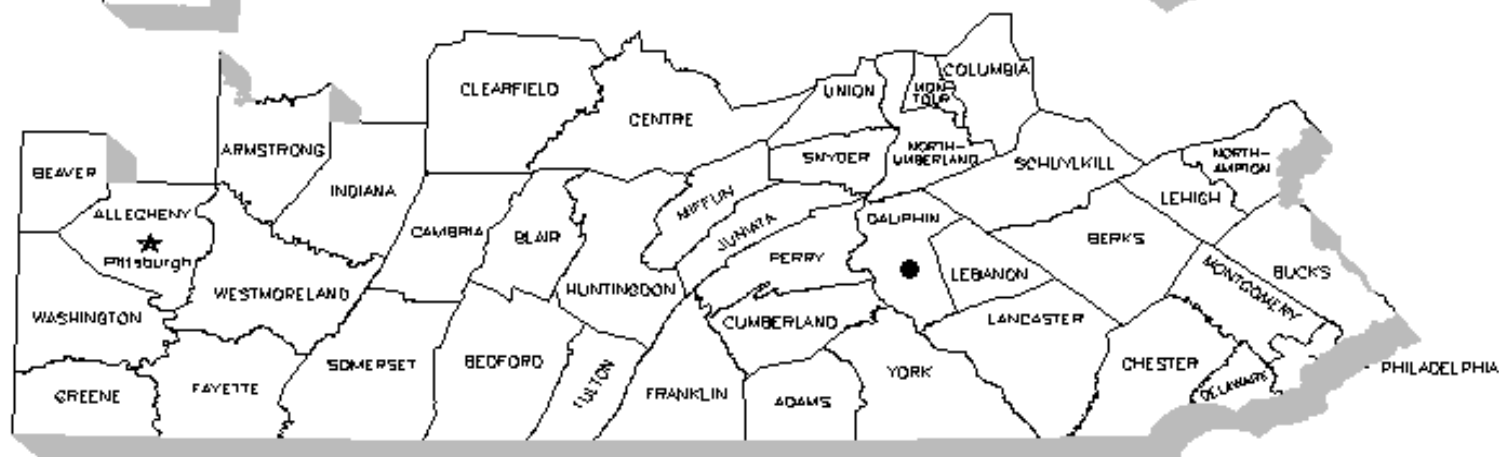 COLUMBIA
CLEARFIELD
UNION
MON-
TOUR
CENTRE
ARMSTRONG
SNYDER
NORTH-
UMBERLAND
SCHUYLKILL
NORTH-
AMPTON
BEAVER
INDIANA
MIFFLIN
LEHIGH
ALLEGHENY
Pittsburgh
CAMBRIA
BLAIR
JUNIATA
DAUPHIN
BERKS
PERRY
LEBANON
MONTGOMERY
BUCKS
WESTMORELAND
HUNTINGDON
WASHINGTON
CUMBERLAND
LANCASTER
SOMERSET
BEDFORD
FULTON
FRANKLIN
ADAMS
YORK
CHESTER
DELAWARE
PHILADELPHIA
GREENE
FAYETTE